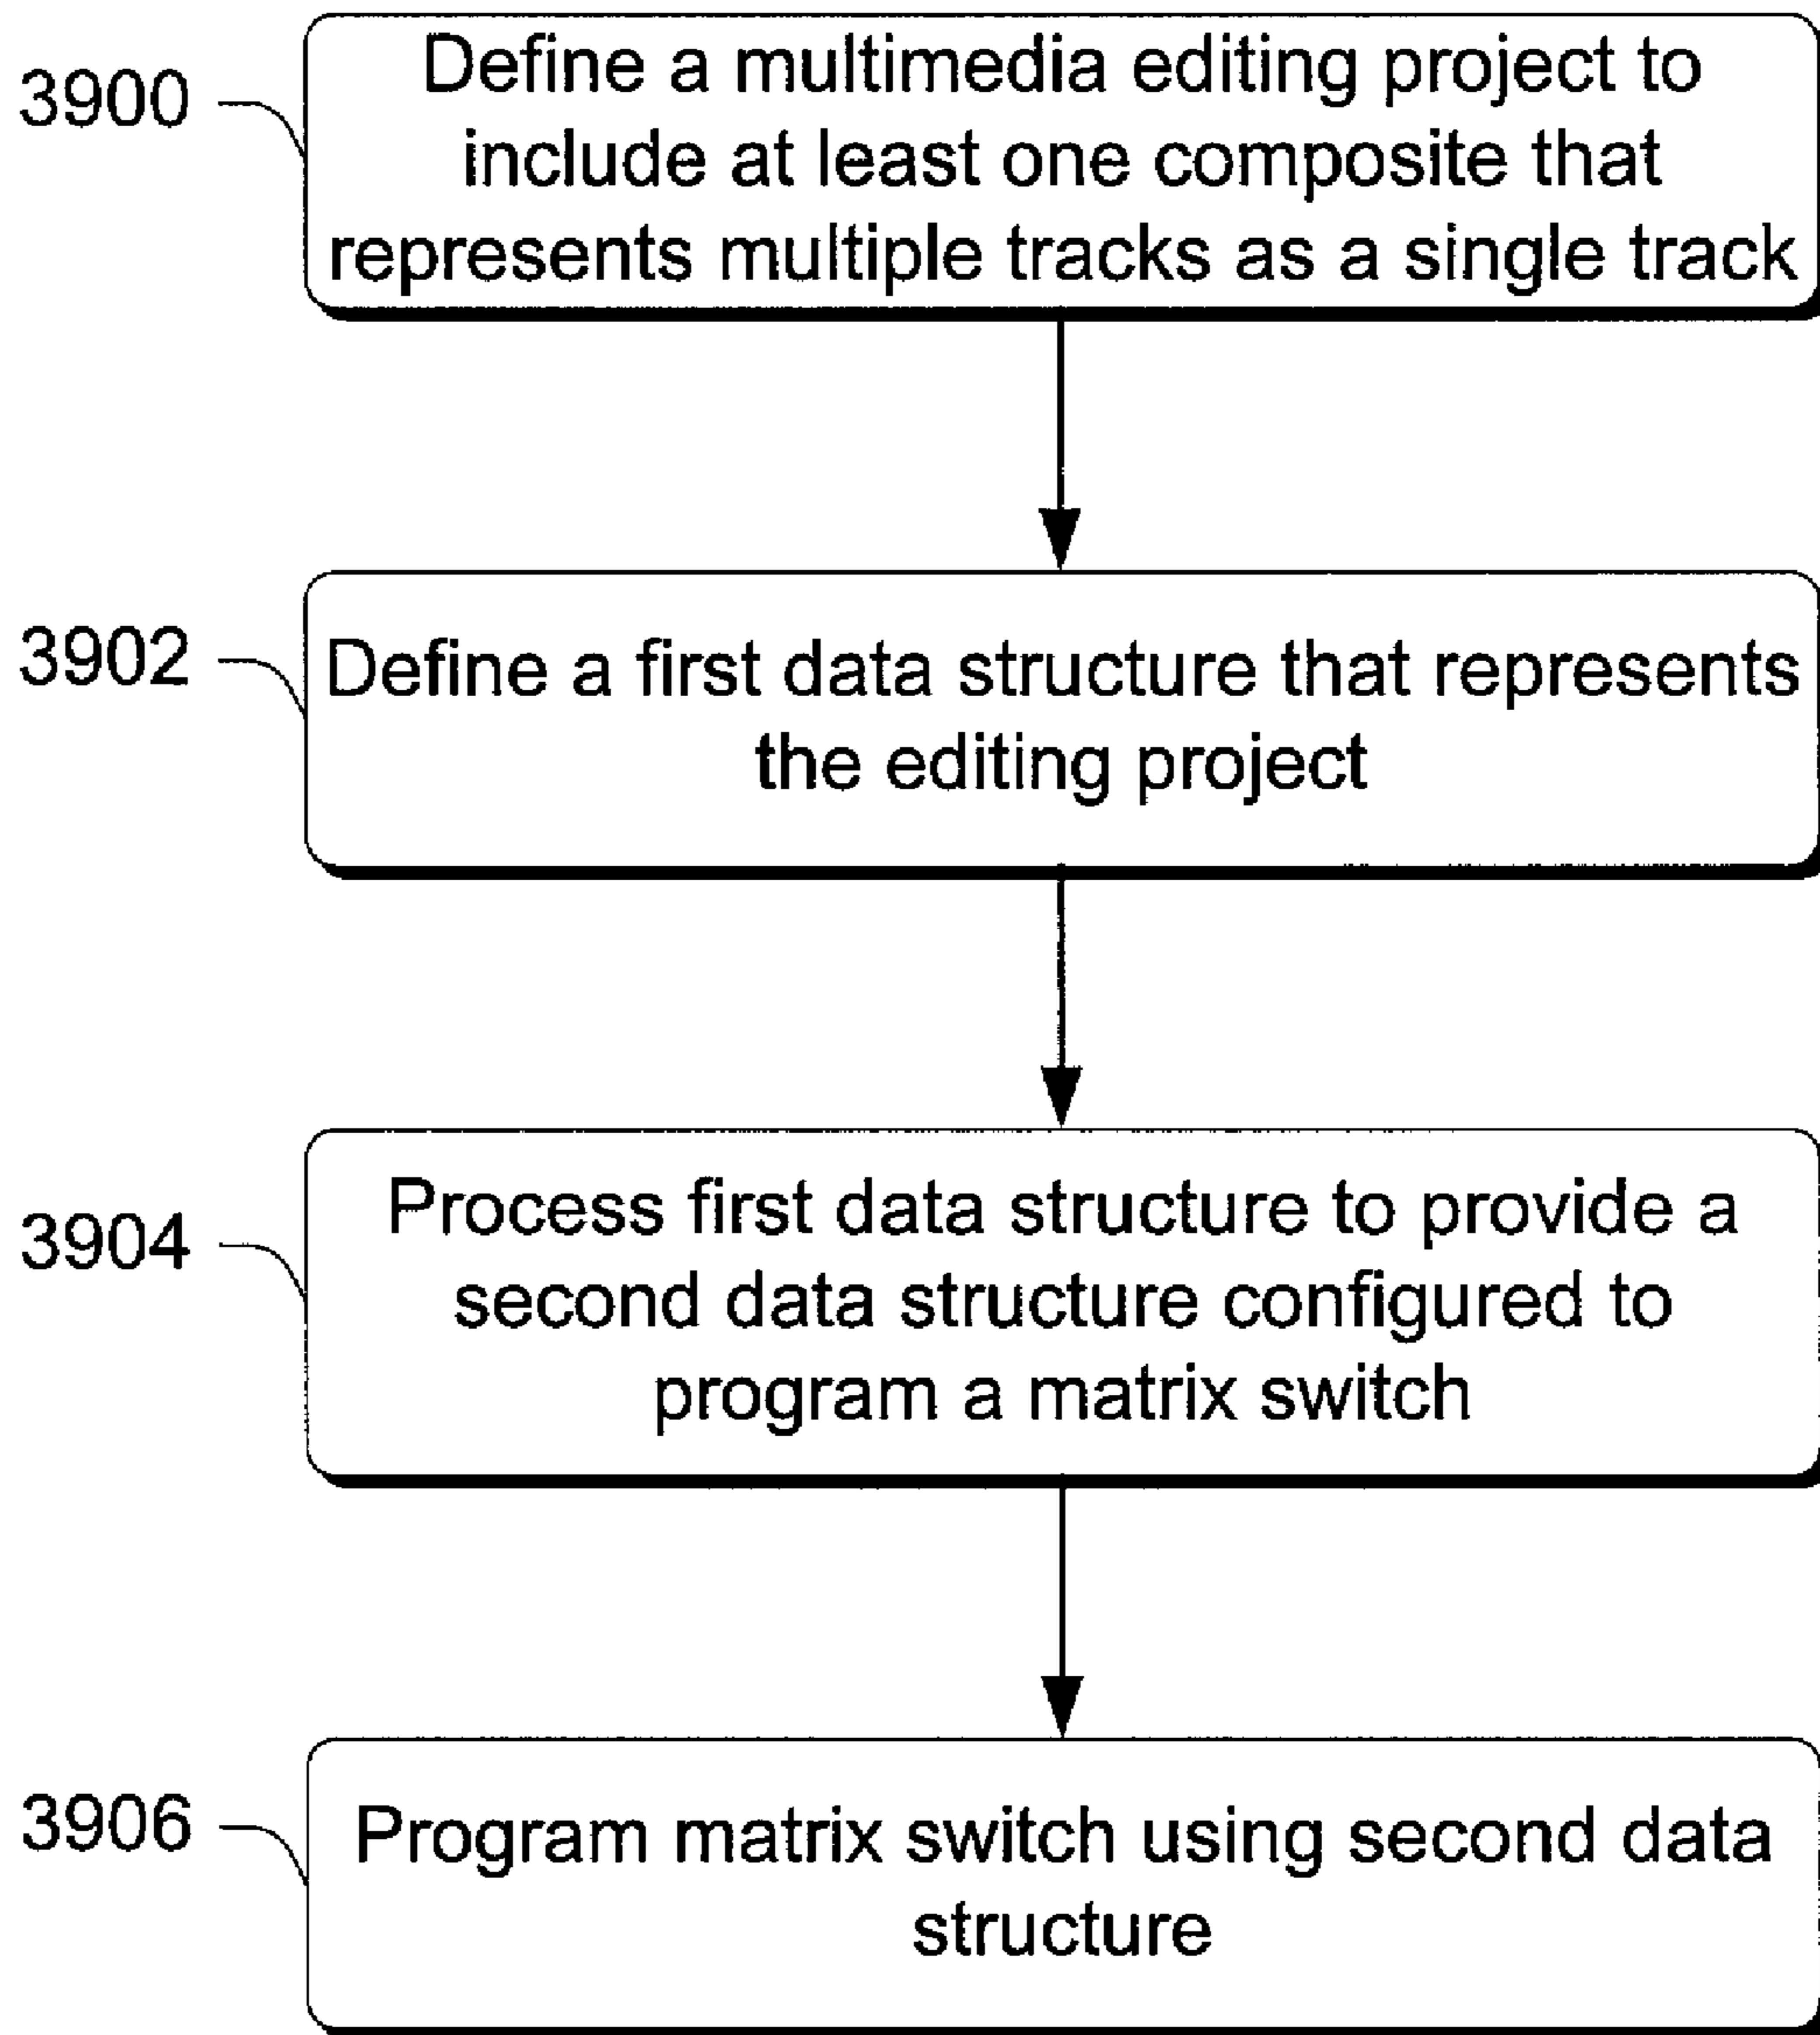 3900
Define a multimedia editing project to
include at least one composite that
represents multiple tracks as a single track
3902
Define a first data structure that represents
the editing project
3904
Process first data structure to provide a
second data structure configured to
program a matrix switch
3906
Program matrix switch using second data
structure